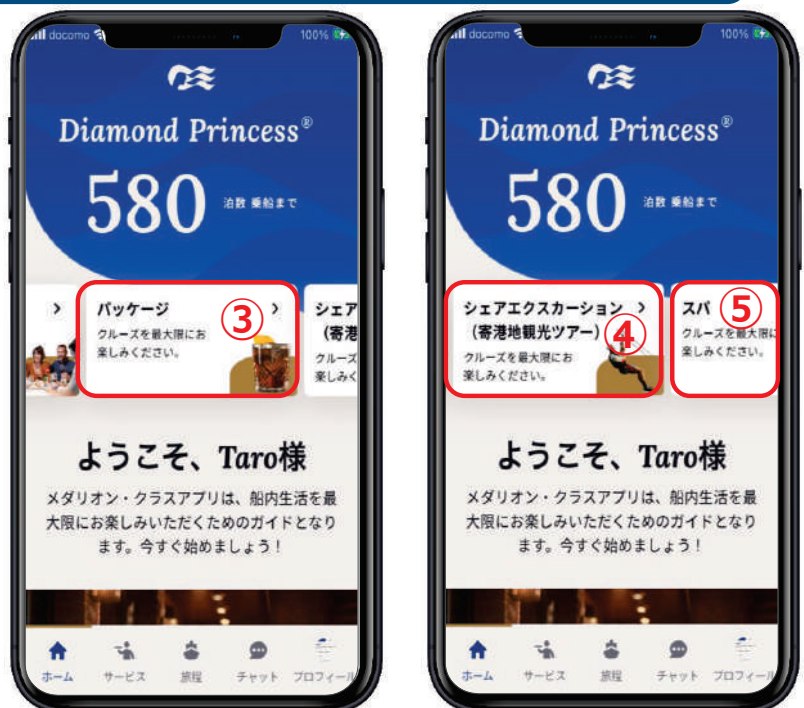 docomo
100%
Diamond Princess®
580 泊数 乗船まで
パッケージ
③
クルーズを最大限にお
楽しみください。
シェア
（寄港
クルーズ
楽しみく
ようこそ、Taro様
メダリオン・クラスアプリは、船内生活を最
大限にお楽しみいただくためのガイドとなり
ます。今すぐ始めましょう！
ホーム
サービス
旅程
チャット
プロフィール
docomo
100%
Diamond Princess®
580 泊数 乗船まで
シェアエクスカーション
（寄港地観光ツアー）
④
クルーズを最大限にお
楽しみください。
スパ
⑤
クルーズを最大限に
楽しみください。
ようこそ、Taro様
メダリオン・クラスアプリは、船内生活を最
大限にお楽しみいただくためのガイドとなり
ます。今すぐ始めましょう！
ホーム
サービス
旅程
チャット
プロフィール